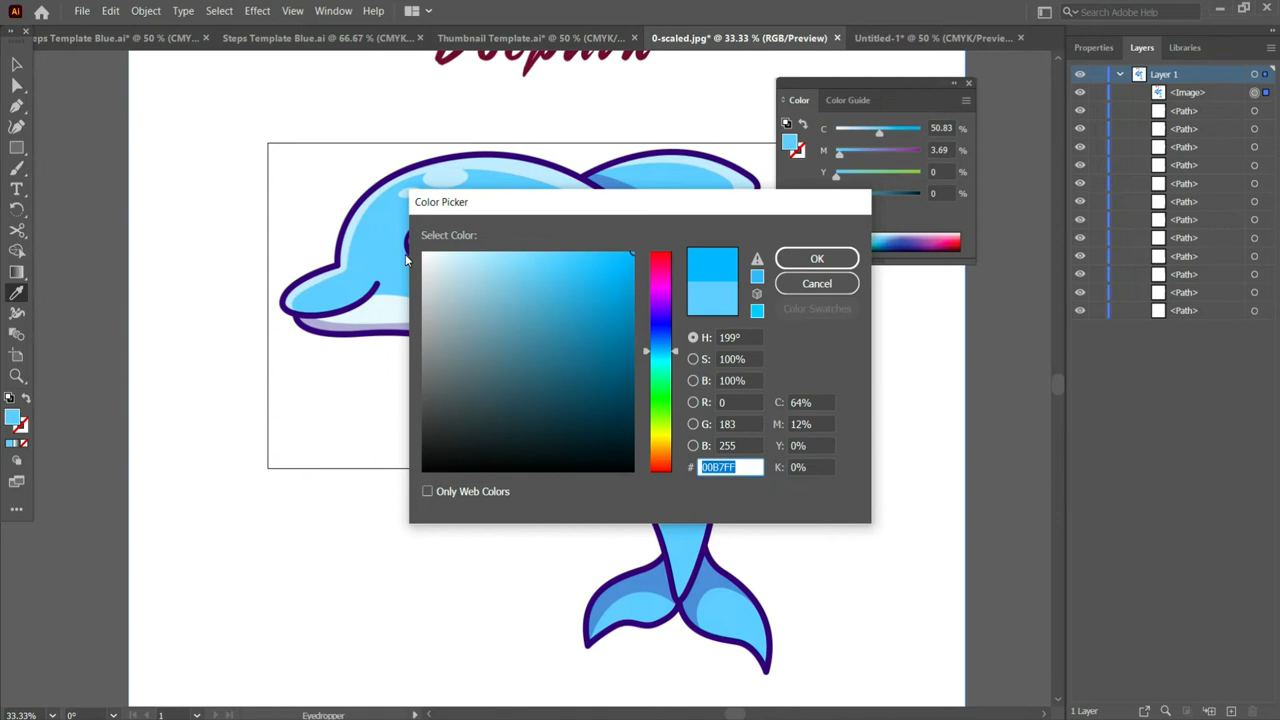 Ai File Edit Object Type Select Effect View Window Help
Search Adobe Help
eps Template Blue.ai @ 50 % (CMY... × Steps Template Blue.ai @ 66.67 % (CMYK... × Thumbnail Template.ai* @ 50 % (CMYK/... × 0-scaled.jpg* @ 33.33 % (RGB/Preview) × Untitled-1* @ 50 % (CMYK/Previe... ×
Dolphin
Properties Layers Libraries
Layer 1
<Image>
<Path>
<Path>
<Path>
<Path>
<Path>
<Path>
<Path>
<Path>
<Path>
<Path>
<Path>
<Path>
Color Color Guide
C 50.83 %
M 3.69 %
Y 0 %
0 %
Color Picker
Select Color:
OK
Cancel
Color Swatches
H: 199°
S: 100%
B: 100%
R: 0 C: 64%
G: 183 M: 12%
B: 255 Y: 0%
# 00B7FF K: 0%
Only Web Colors
33.33% 0° 1 Eyedropper
1 Layer